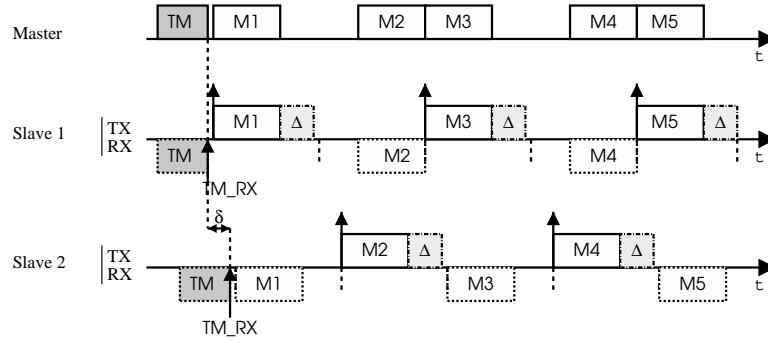 Master TM M1 M2 M3 M4 M5
t
Slave 1 TX M1 Δ M3 Δ M5 Δ
RX TM M2 M4 t
TM_RX
δ
Slave 2 TX M2 Δ M4 Δ
RX TM M1 M3 M5 t
TM_RX